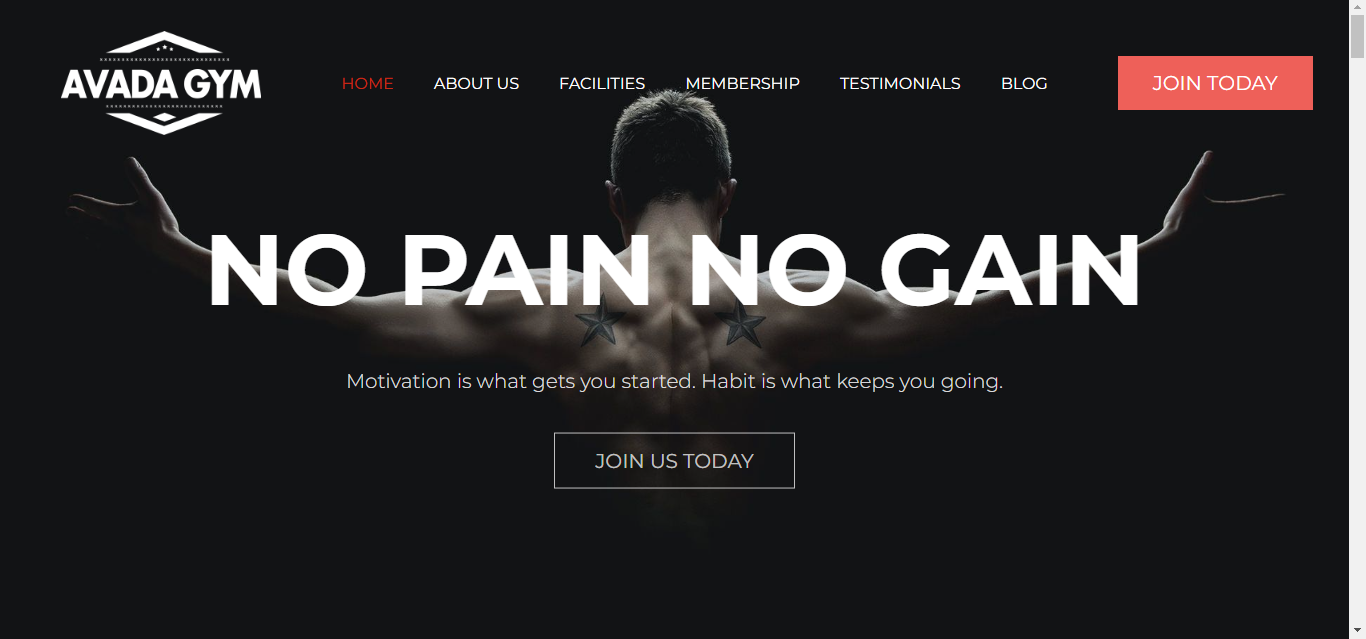 AVADA GYM
HOME ABOUT US FACILITIES MEMBERSHIP TESTIMONIALS BLOG
JOIN TODAY
NO PAIN NO GAIN
Motivation is what gets you started. Habit is what keeps you going.
JOIN US TODAY